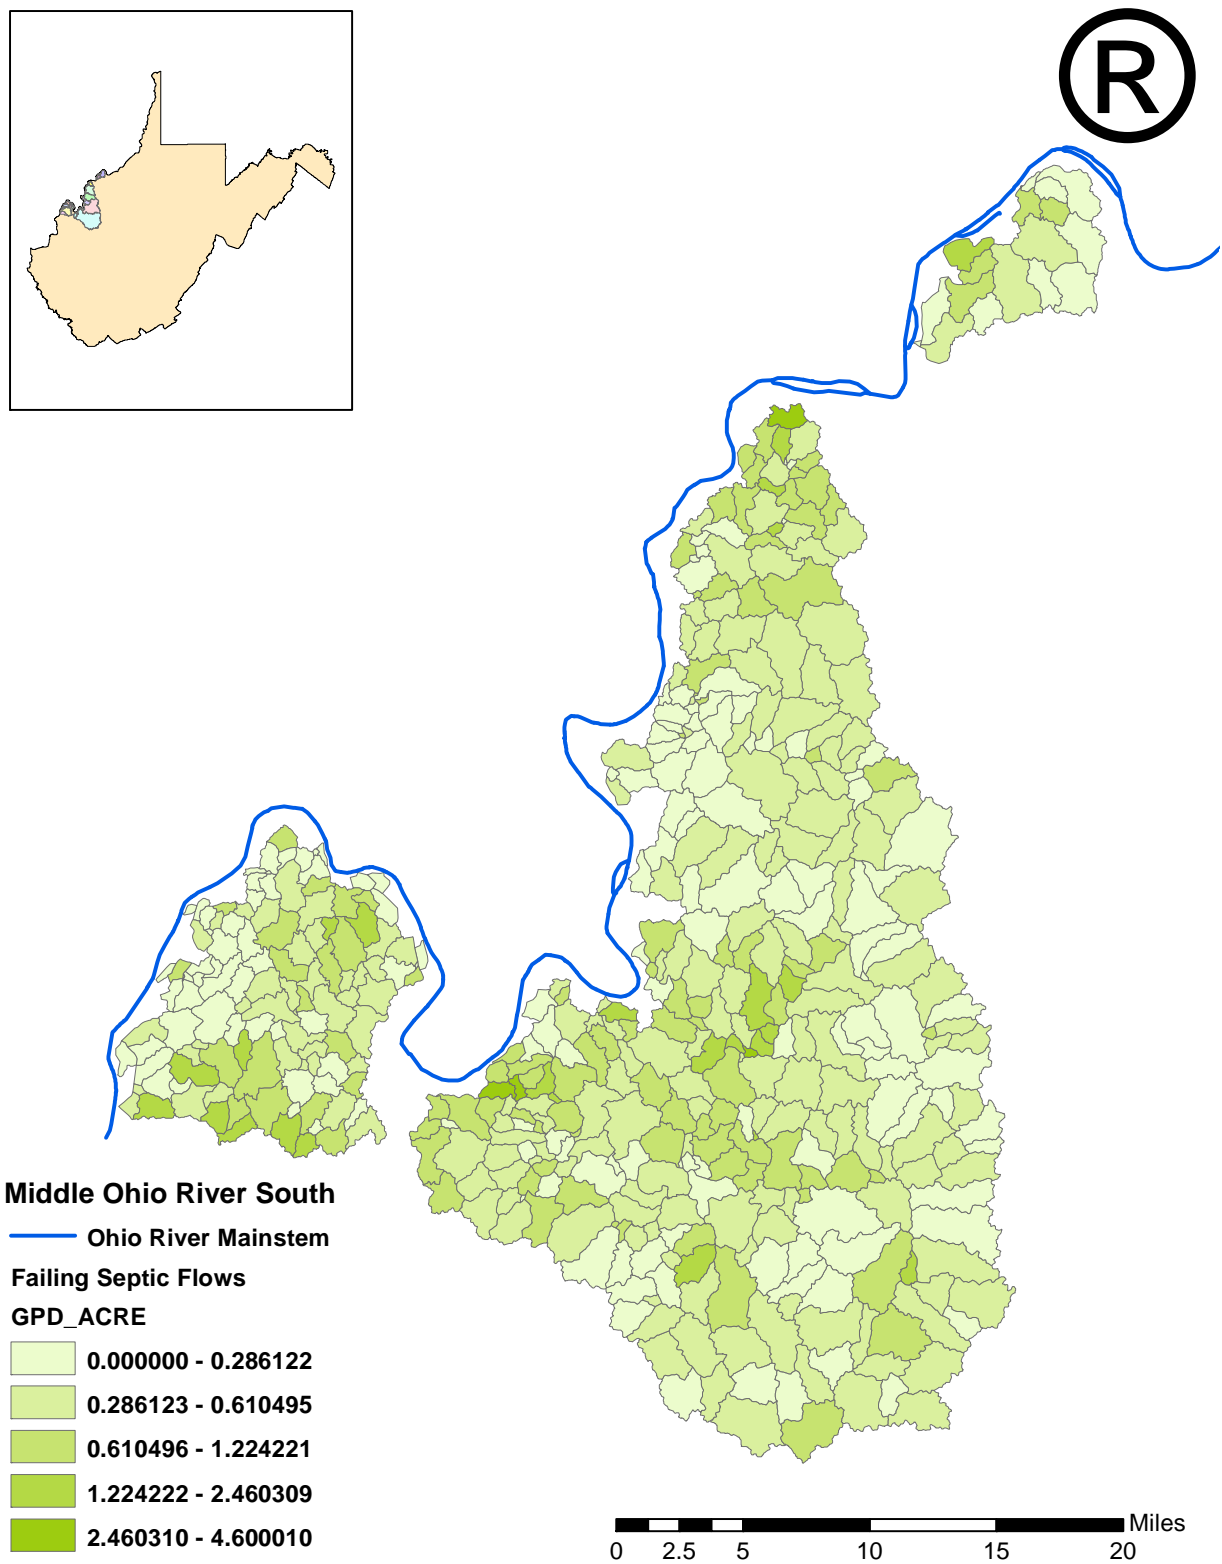 R
Middle Ohio River South
Ohio River Mainstem
Failing Septic Flows
GPD_ACRE
0.000000 - 0.286122
0.286123 - 0.610495
0.610496 - 1.224221
1.224222 - 2.460309
2.460310 - 4.600010
Miles
0 2.5 5 10 15 20